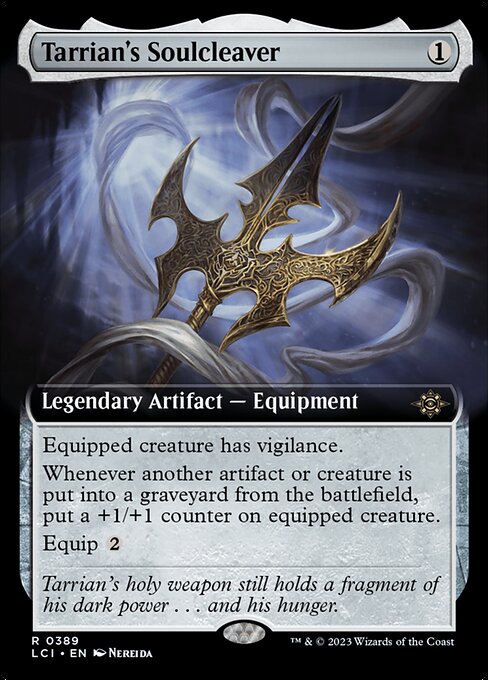 Tarrian's Soulcleaver 1
Legendary Artifact — Equipment
Equipped creature has vigilance.
Whenever another artifact or creature is
put into a graveyard from the battlefield,
put a +1/+1 counter on equipped creature.
Equip 2
Tarrian's holy weapon still holds a fragment of
his dark power . . . and his hunger.
R 0389
LCI • EN Nereida
™ & © 2023 Wizards of the Coast